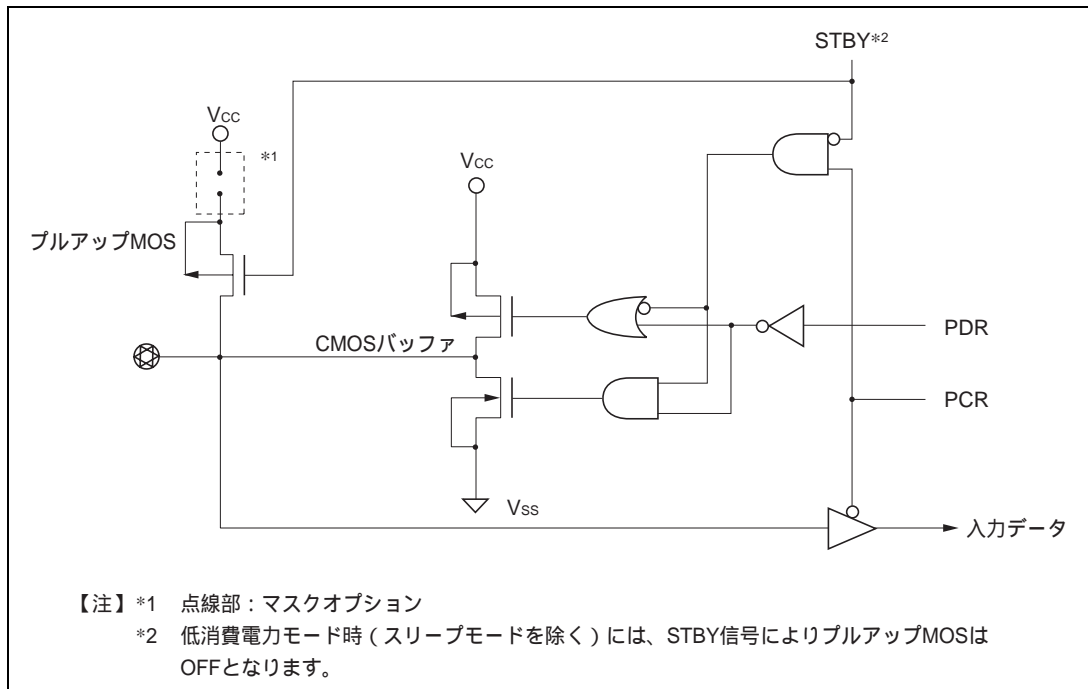 STBY*2
VCC
*1
VCC
プルアップMOS
PDR
CMOSバッファ
PCR
VSS
入力データ
【注】*1 点線部：マスクオプション
*2 低消費電力モード時（スリープモードを除く）には、STBY信号によりプルアップMOSは
OFFとなります。